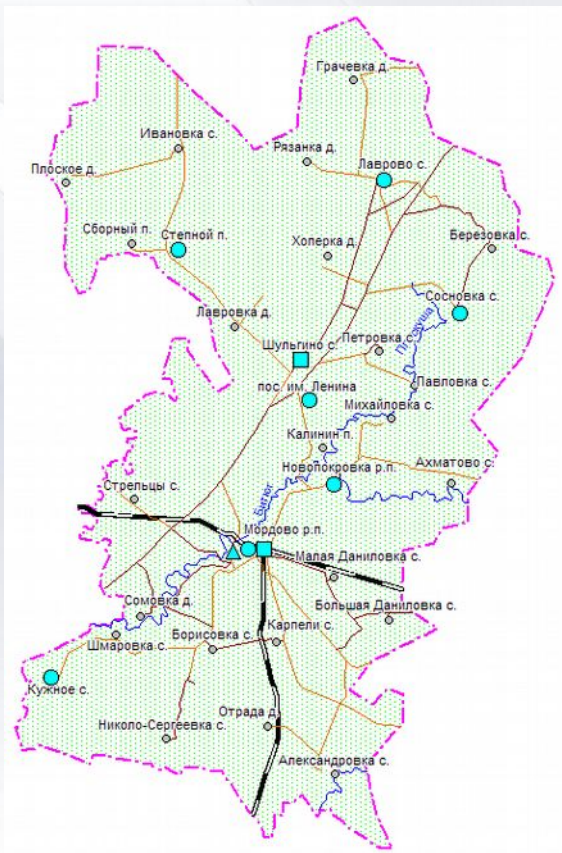 Грачевка д.
Ивановка с.
Рязанка д.
Лаврово с.
Плоское д.
Сборный п.
Степной п.
Хоперка д.
Березовка с.
Сосновка с.
Лавровка д.
Шульгино с.
Петровка с.
пос. им. Ленина
Павловка с.
Михайловка с.
Калинин п.
Новопокровка р.п.
Ахматово с.
Стрельцы с.
Битюг
Мордово р.п.
Малая Даниловка с.
Сомовка д.
Большая Даниловка с.
Шмаровка с.
Борисовка с.
Карпели с.
Кужное с.
Николо-Сергеевка с.
Отрада д.
Александровка с.